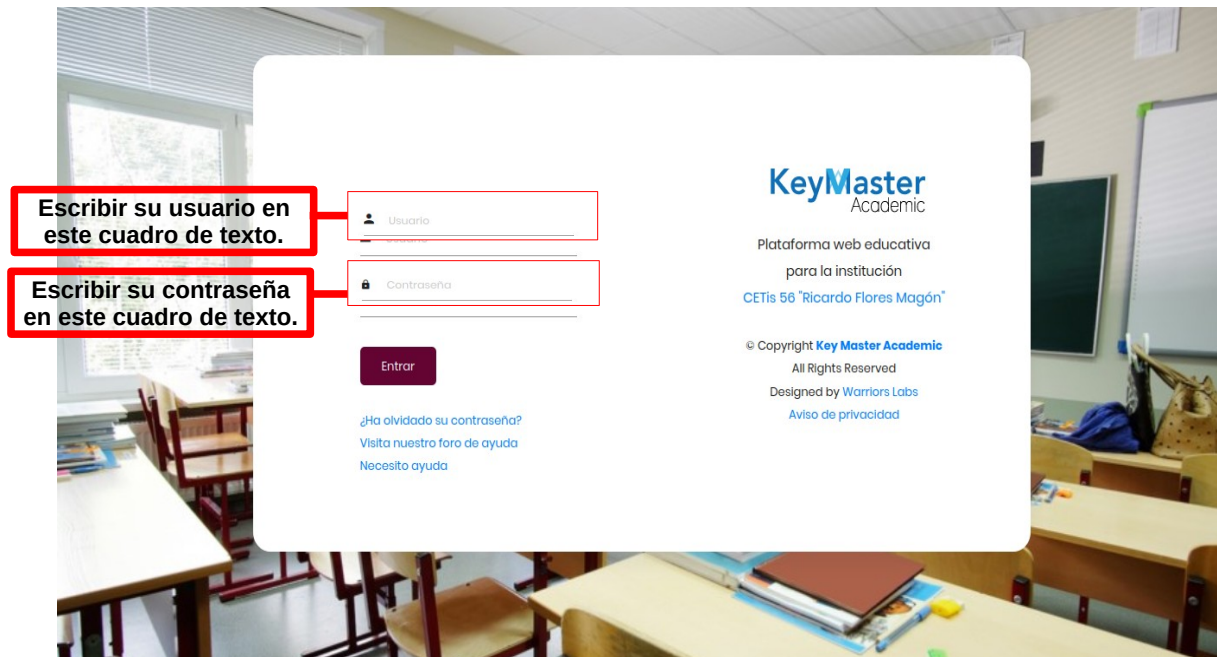 Escribir su usuario en
este cuadro de texto.
Usuario
Escribir su contraseña
en este cuadro de texto.
Contraseña
Entrar
¿Ha olvidado su contraseña?
Visita nuestro foro de ayuda
Necesito ayuda
KeyMaster
Academic
Plataforma web educativa
para la institución
CETis 56 "Ricardo Flores Magón"
© Copyright Key Master Academic
All Rights Reserved
Designed by Warriors Labs
Aviso de privacidad